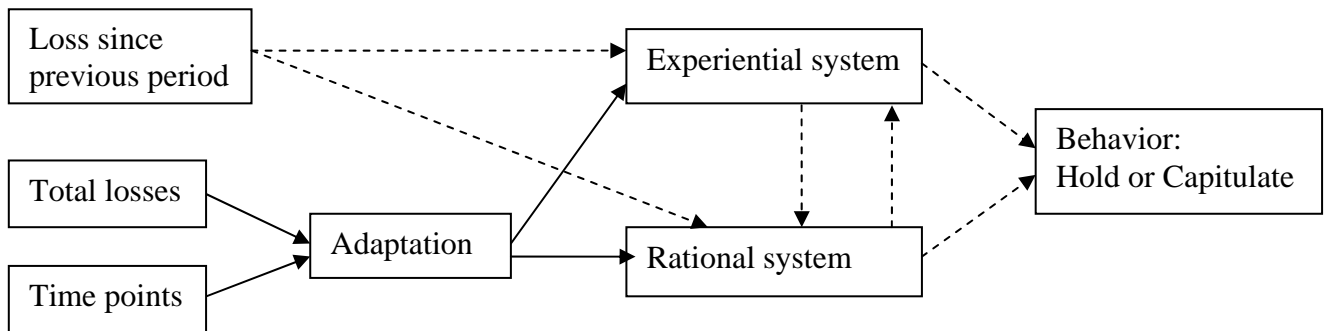 Loss since
previous period
Experiential system
Behavior:
Hold or Capitulate
Total losses
Adaptation
Rational system
Time points